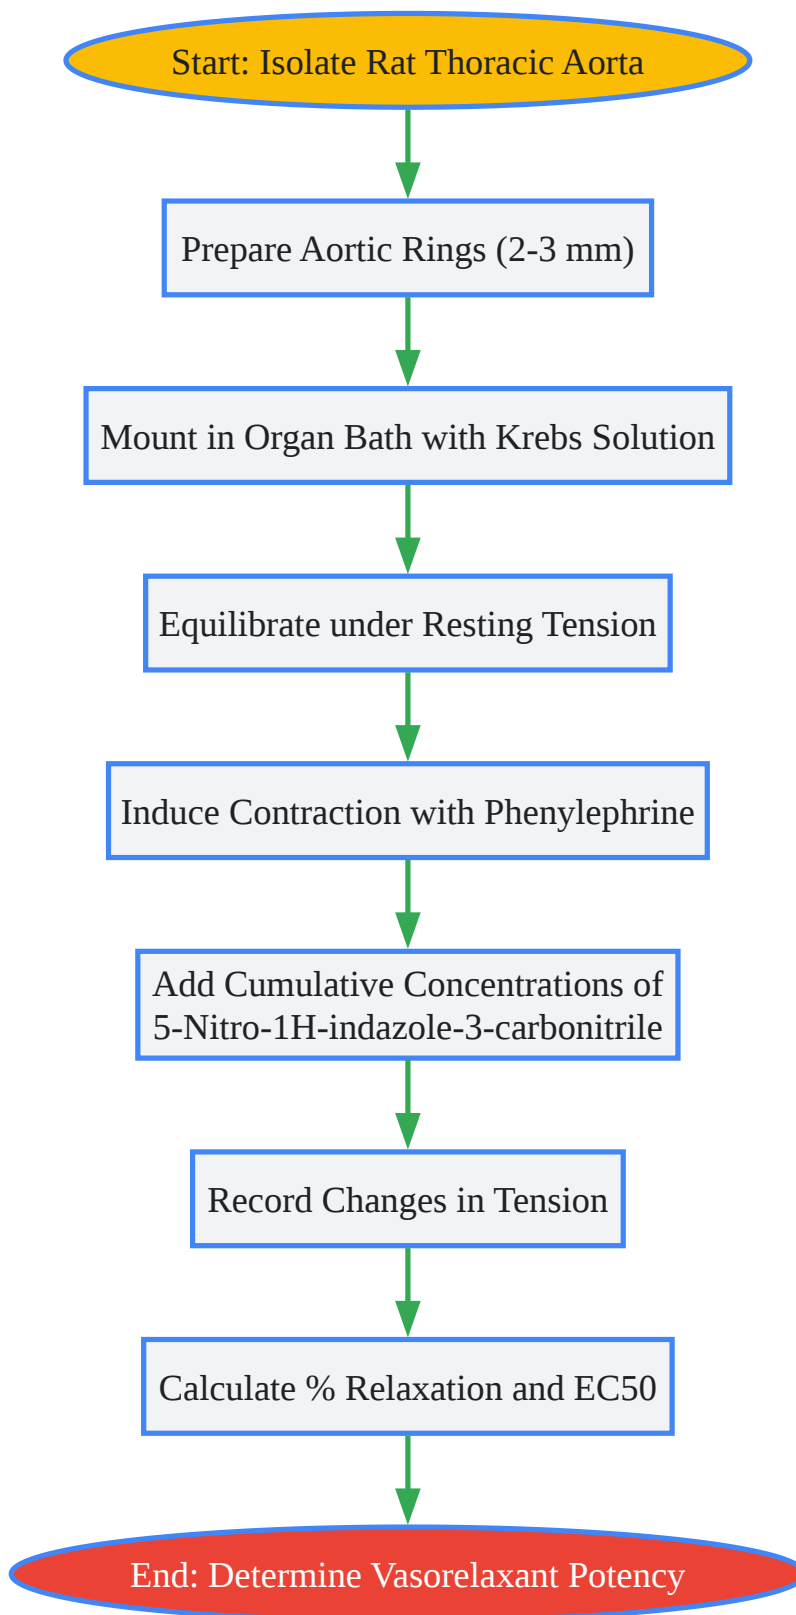 Start: Isolate Rat Thoracic Aorta
Prepare Aortic Rings (2-3 mm)
Mount in Organ Bath with Krebs Solution
Equilibrate under Resting Tension
Induce Contraction with Phenylephrine
Add Cumulative Concentrations of
5-Nitro-1H-indazole-3-carbonitrile
Record Changes in Tension
Calculate % Relaxation and EC50
End: Determine Vasorelaxant Potency